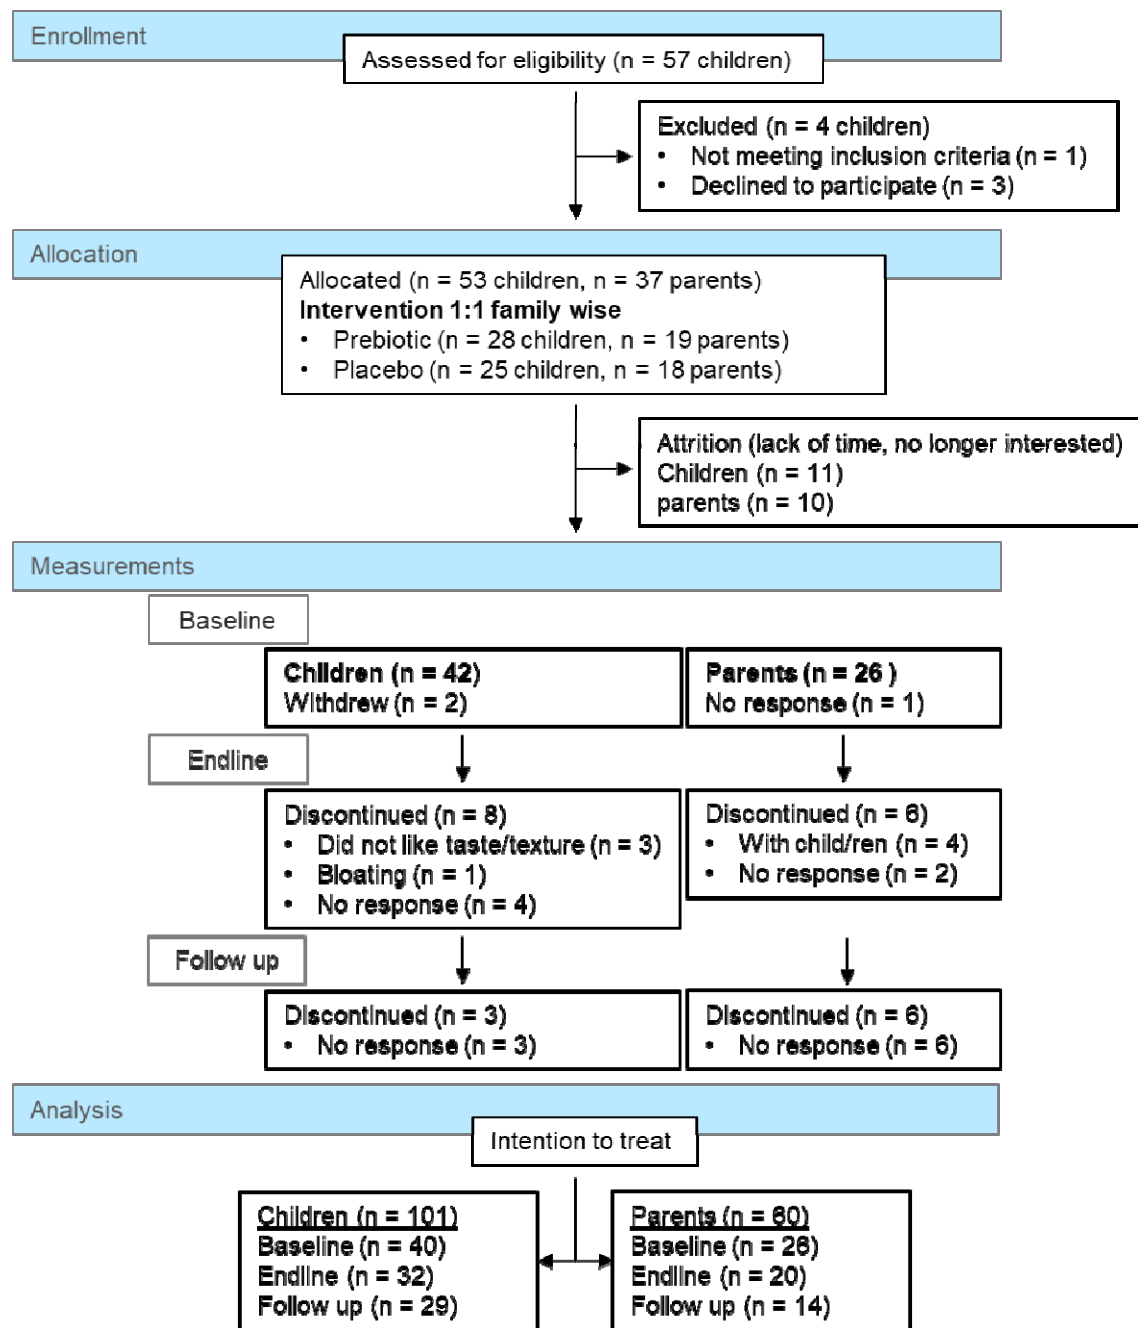 Enrollment
Assessed for eligibility (n = 57 children)
Excluded (n = 4 children)
• Not meeting inclusion criteria (n = 1)
• Declined to participate (n = 3)
Allocation
Allocated (n = 53 children, n = 37 parents)
Intervention 1:1 family wise
• Prebiotic (n = 28 children, n = 19 parents)
• Placebo (n = 25 children, n = 18 parents)
Attrition (lack of time, no longer interested)
Children (n = 11)
parents (n = 10)
Measurements
Baseline
Children (n = 42)
Withdrew (n = 2)
Parents (n = 26 )
No response (n = 1)
Endline
Discontinued (n = 8)
• Did not like taste/texture (n = 3)
• Bloating (n = 1)
• No response (n = 4)
Discontinued (n = 6)
• With child/ren (n = 4)
• No response (n = 2)
Follow up
Discontinued (n = 3)
• No response (n = 3)
Discontinued (n = 6)
• No response (n = 6)
Analysis
Intention to treat
Children (n = 101)
Baseline (n = 40)
Endline (n = 32)
Follow up (n = 29)
Parents (n = 60)
Baseline (n = 26)
Endline (n = 20)
Follow up (n = 14)